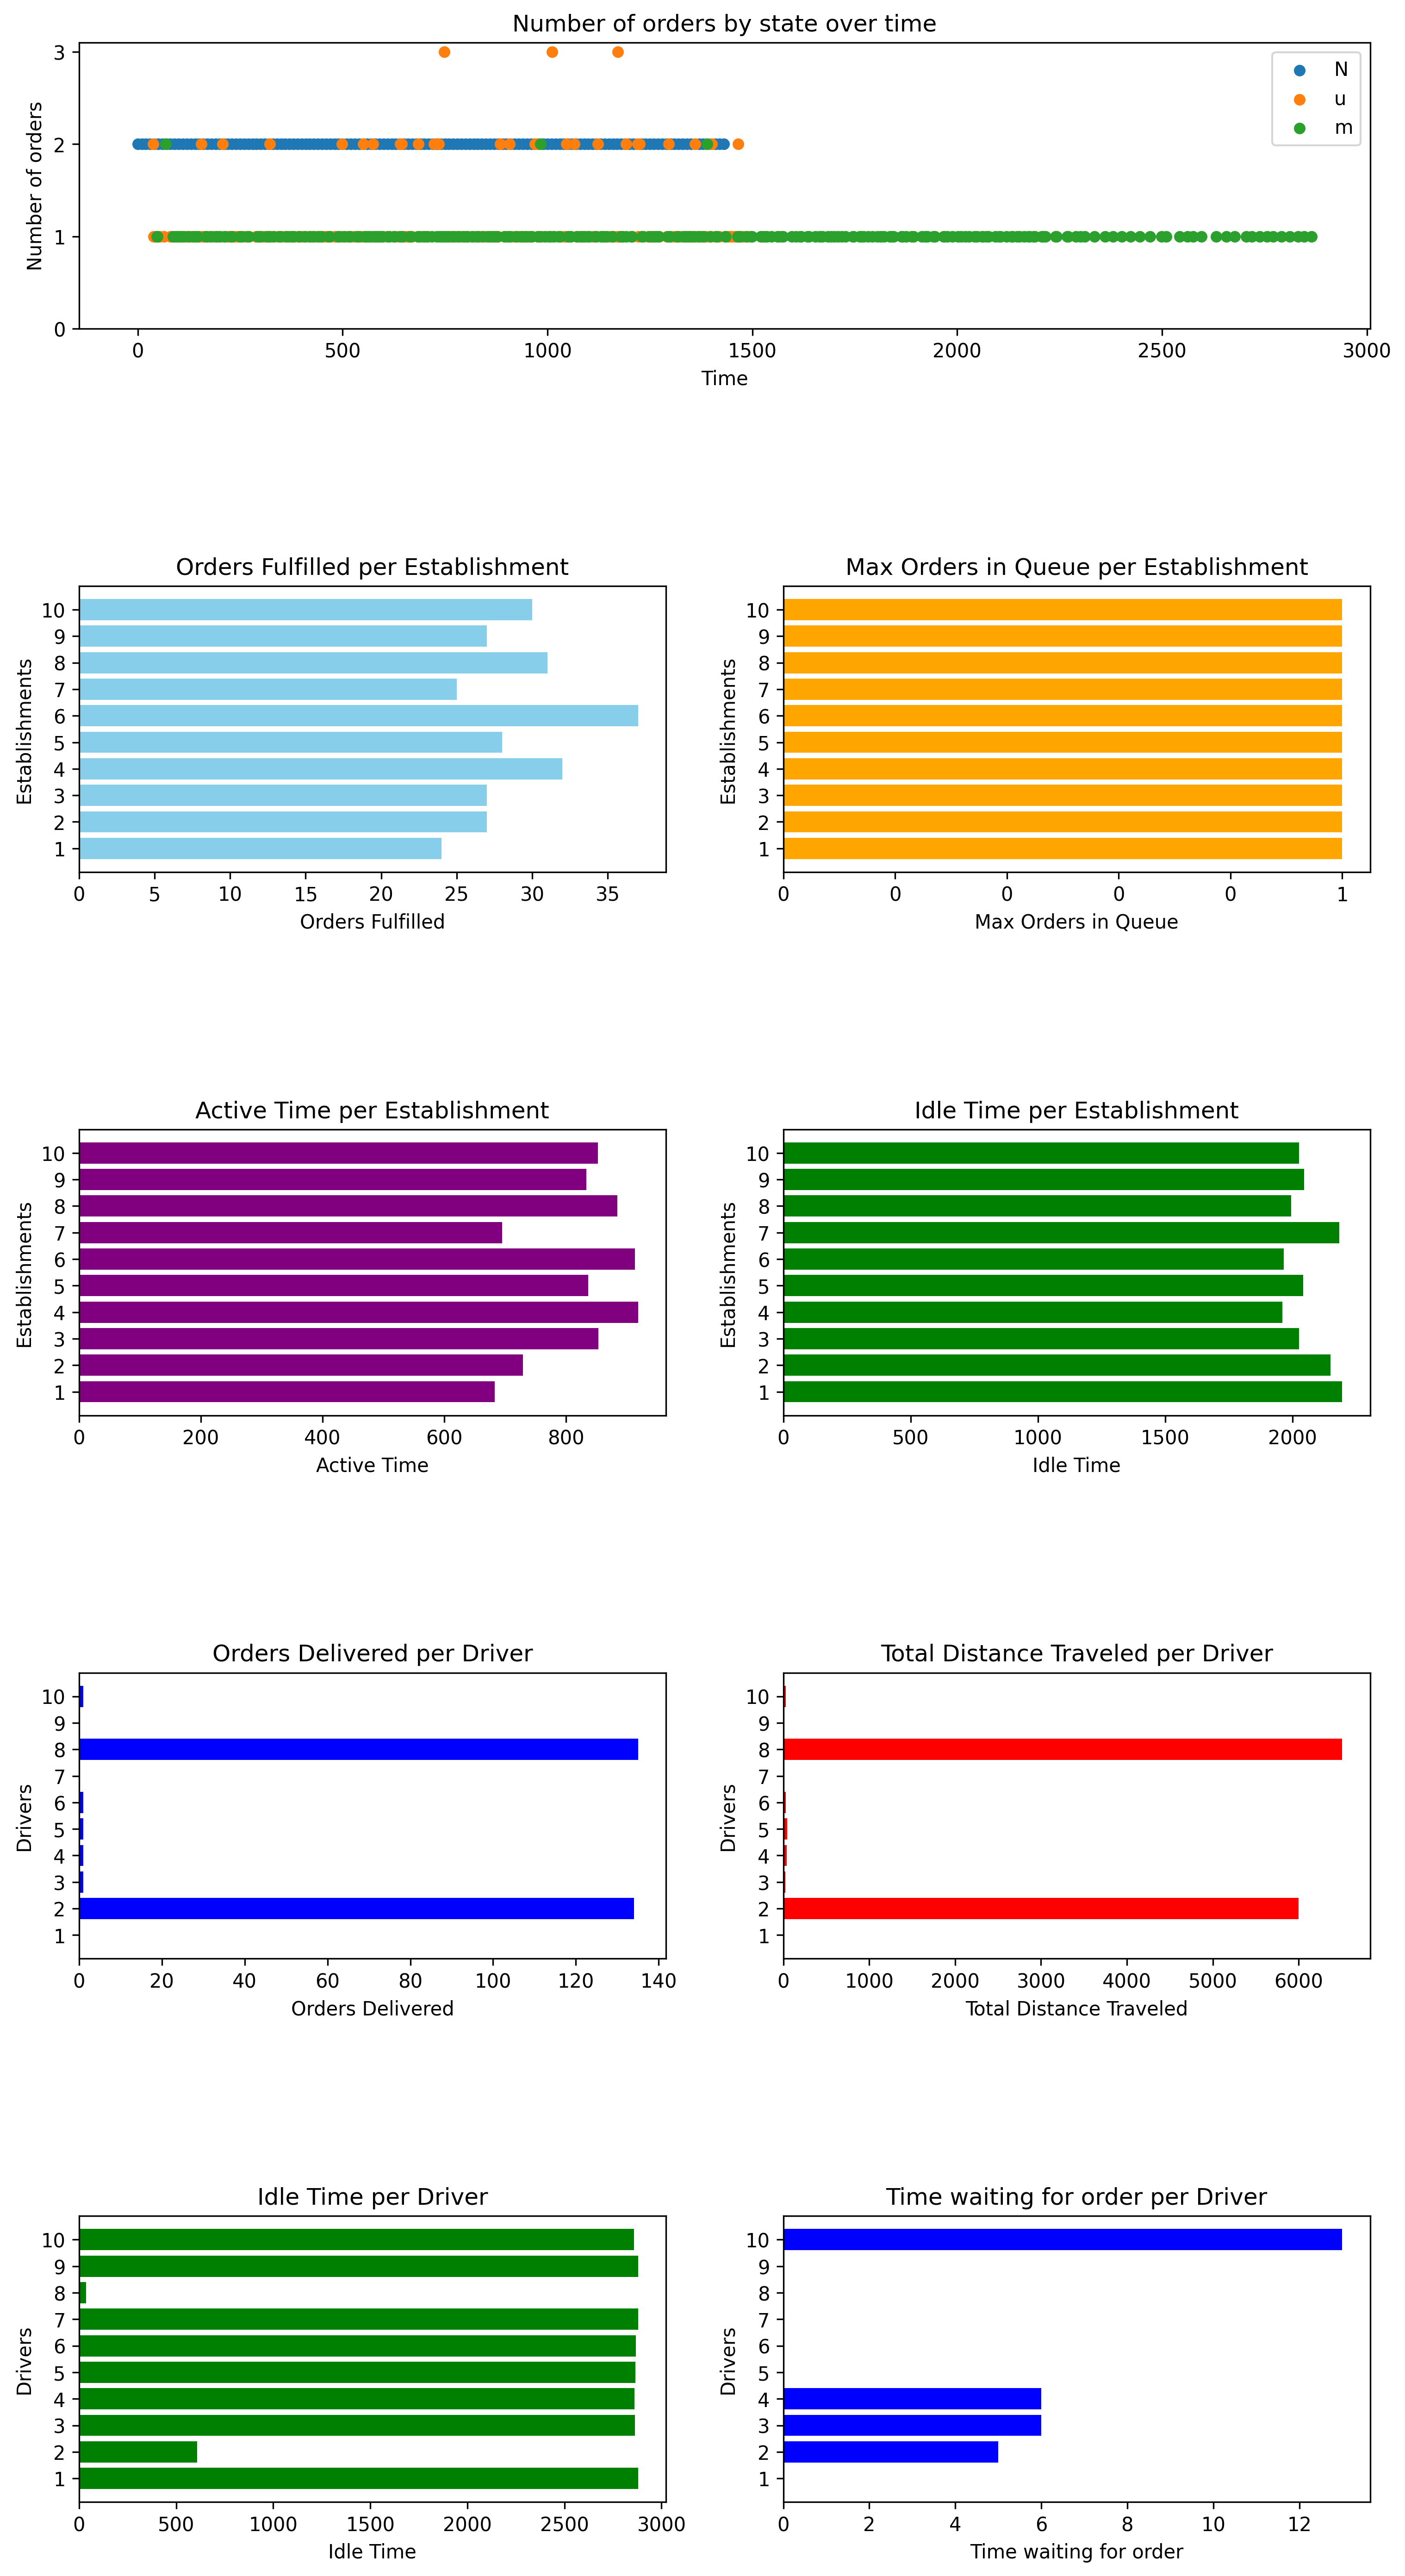 Number of orders by state over time
Number of orders
3
2
1
0
N
u
m
0 500 1000 1500 2000 2500 3000
Time
Orders Fulfilled per Establishment
Establishments
10
9
8
7
6
5
4
3
2
1
0 5 10 15 20 25 30 35
Orders Fulfilled
Max Orders in Queue per Establishment
Establishments
10
9
8
7
6
5
4
3
2
1
0 0 0 0 0 1
Max Orders in Queue
Active Time per Establishment
Establishments
10
9
8
7
6
5
4
3
2
1
0 200 400 600 800
Active Time
Idle Time per Establishment
Establishments
10
9
8
7
6
5
4
3
2
1
0 500 1000 1500 2000
Idle Time
Orders Delivered per Driver
Drivers
10
9
8
7
6
5
4
3
2
1
0 20 40 60 80 100 120 140
Orders Delivered
Total Distance Traveled per Driver
Drivers
10
9
8
7
6
5
4
3
2
1
0 1000 2000 3000 4000 5000 6000
Total Distance Traveled
Idle Time per Driver
Drivers
10
9
8
7
6
5
4
3
2
1
0 500 1000 1500 2000 2500 3000
Idle Time
Time waiting for order per Driver
Drivers
10
9
8
7
6
5
4
3
2
1
0 2 4 6 8 10 12
Time waiting for order